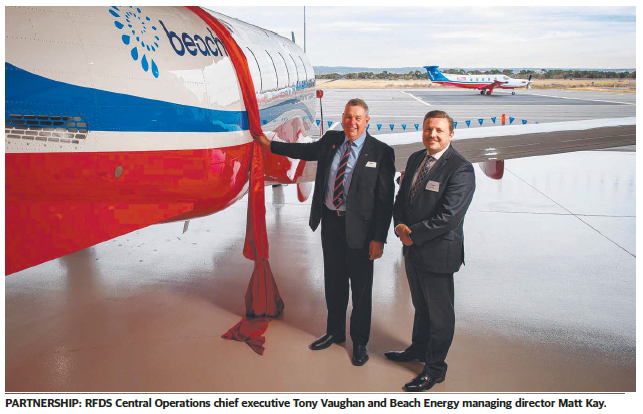 beach
PARTNERSHIP: RFDS Central Operations chief executive Tony Vaughan and Beach Energy managing director Matt Kay.